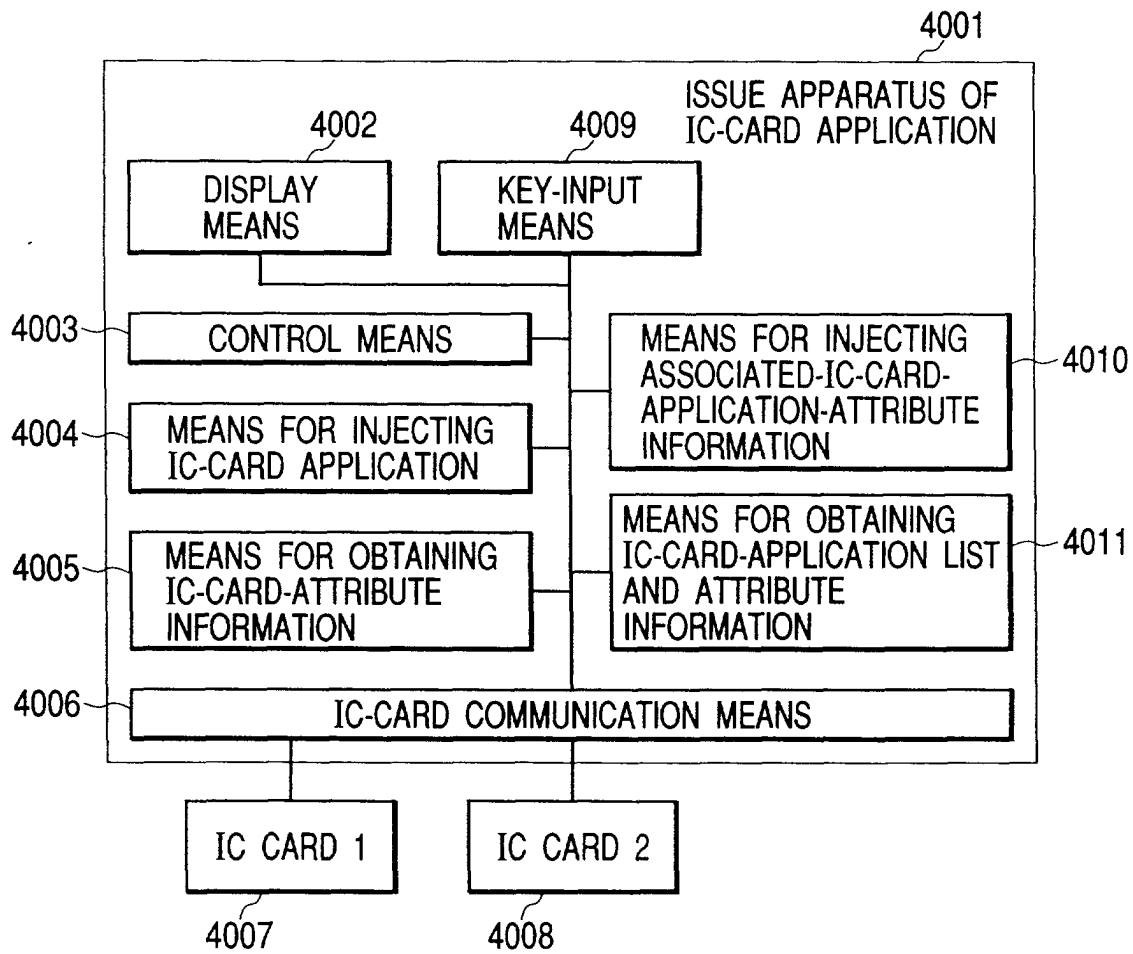 4001
ISSUE APPARATUS OF
IC-CARD APPLICATION
4002
4009
DISPLAY
MEANS
KEY-INPUT
MEANS
4003
CONTROL MEANS
MEANS FOR INJECTING
ASSOCIATED-IC-CARD-
APPLICATION-ATTRIBUTE
INFORMATION
4010
4004
MEANS FOR INJECTING
IC-CARD APPLICATION
4005
MEANS FOR OBTAINING
IC-CARD-ATTRIBUTE
INFORMATION
MEANS FOR OBTAINING
IC-CARD-APPLICATION LIST
AND ATTRIBUTE
INFORMATION
4011
4006
IC-CARD COMMUNICATION MEANS
IC CARD 1
IC CARD 2
4007
4008